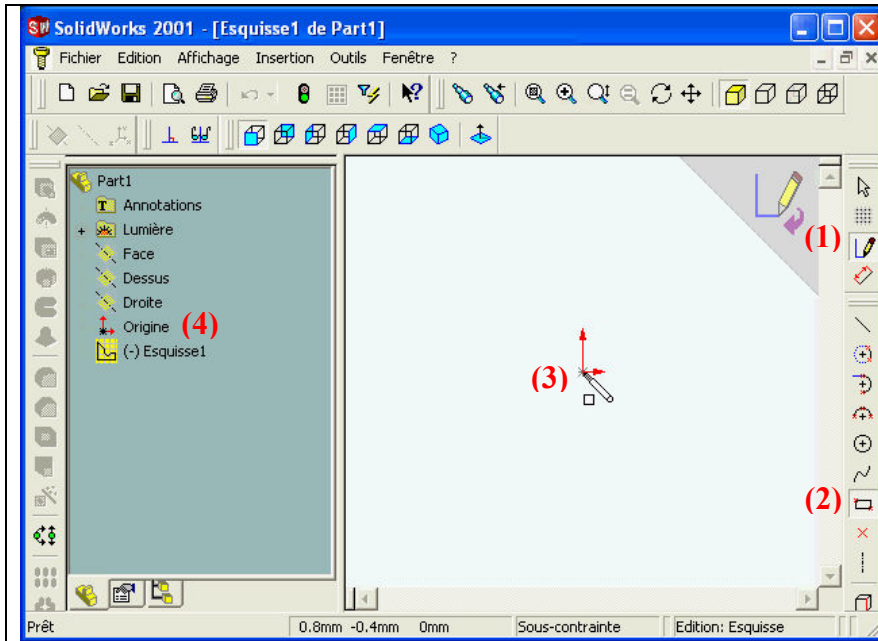 SolidWorks 2001 - [Esquisse1 de Part1]
Fichier Edition Affichage Insertion Outils Fenêtre ?
Part1
Annotations
+ Lumière
Face
Dessus
Droite
Origine (4)
(-) Esquisse1
(1)
(3)
(2)
Prêt 0.8mm -0.4mm 0mm Sous-contrainte Edition: Esquisse